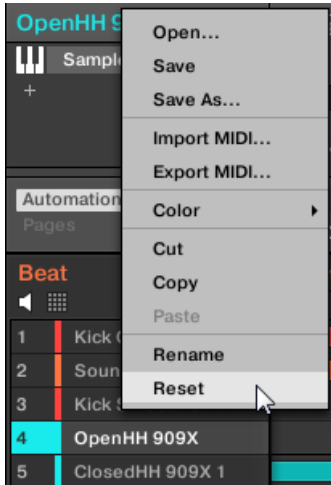 OpenHH 9
Sample
+
Automation
Pages
Open...
Save
Save As...
Import MIDI...
Export MIDI...
Color
Cut
Copy
Paste
Rename
Reset
Beat
1 Kick
2 Soun
3 Kick S
4 OpenHH 909X
5 ClosedHH 909X 1